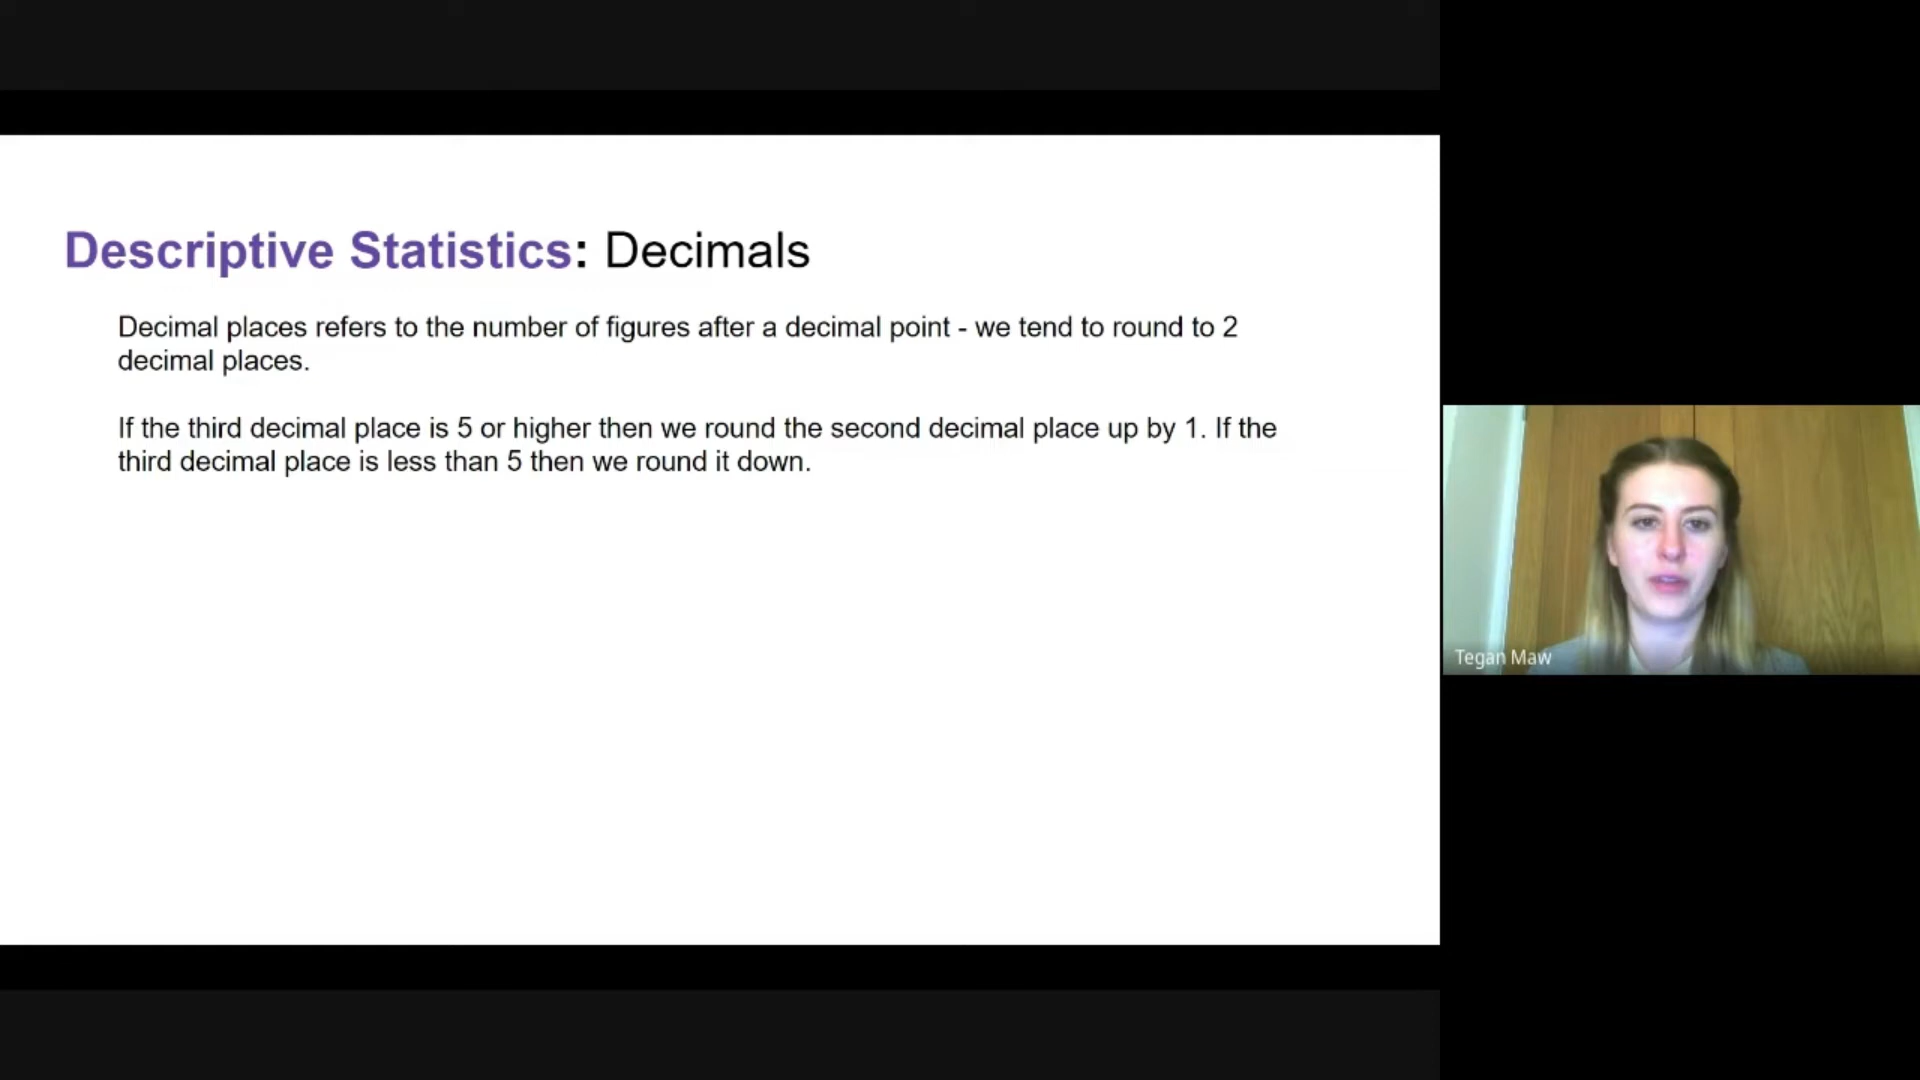 Descriptive Statistics: Decimals
Decimal places refers to the number of figures after a decimal point - we tend to round to 2
decimal places.
If the third decimal place is 5 or higher then we round the second decimal place up by 1. If the
third decimal place is less than 5 then we round it down.
Tegan Maw